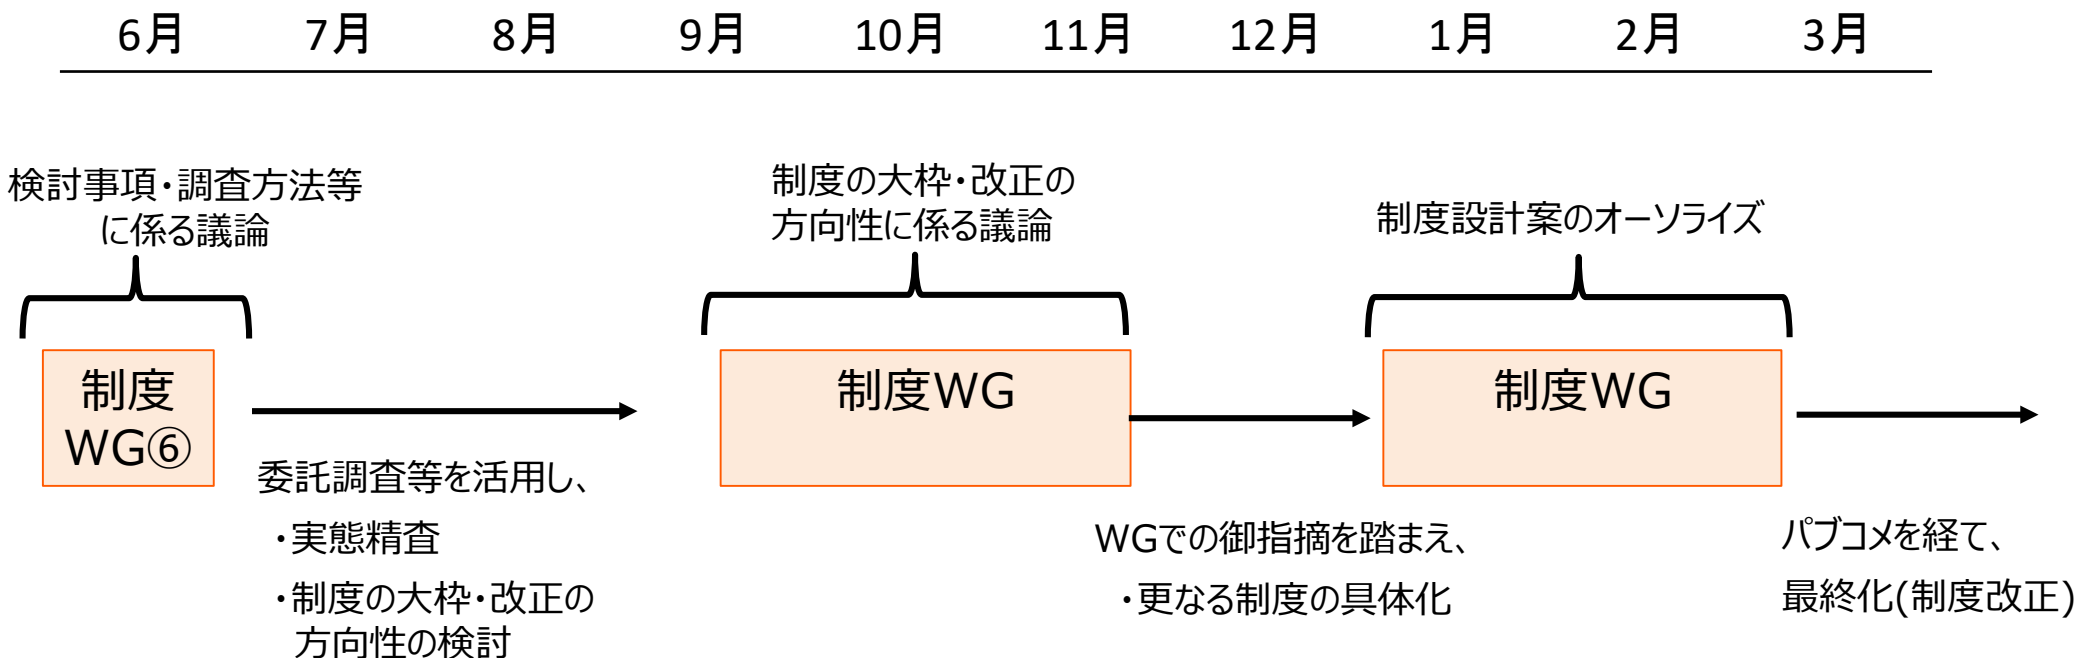 6月 7月 8月 9月 10月 11月 12月 1月 2月 3月
検討事項・調査方法等
に係る議論
制度の大枠・改正の
方向性に係る議論
制度設計案のオーソライズ
制度
WG⑥
制度WG
制度WG
委託調査等を活用し、
・実態精査
・制度の大枠・改正の
方向性の検討
WGでの御指摘を踏まえ、
・更なる制度の具体化
パブコメを経て、
最終化(制度改正)